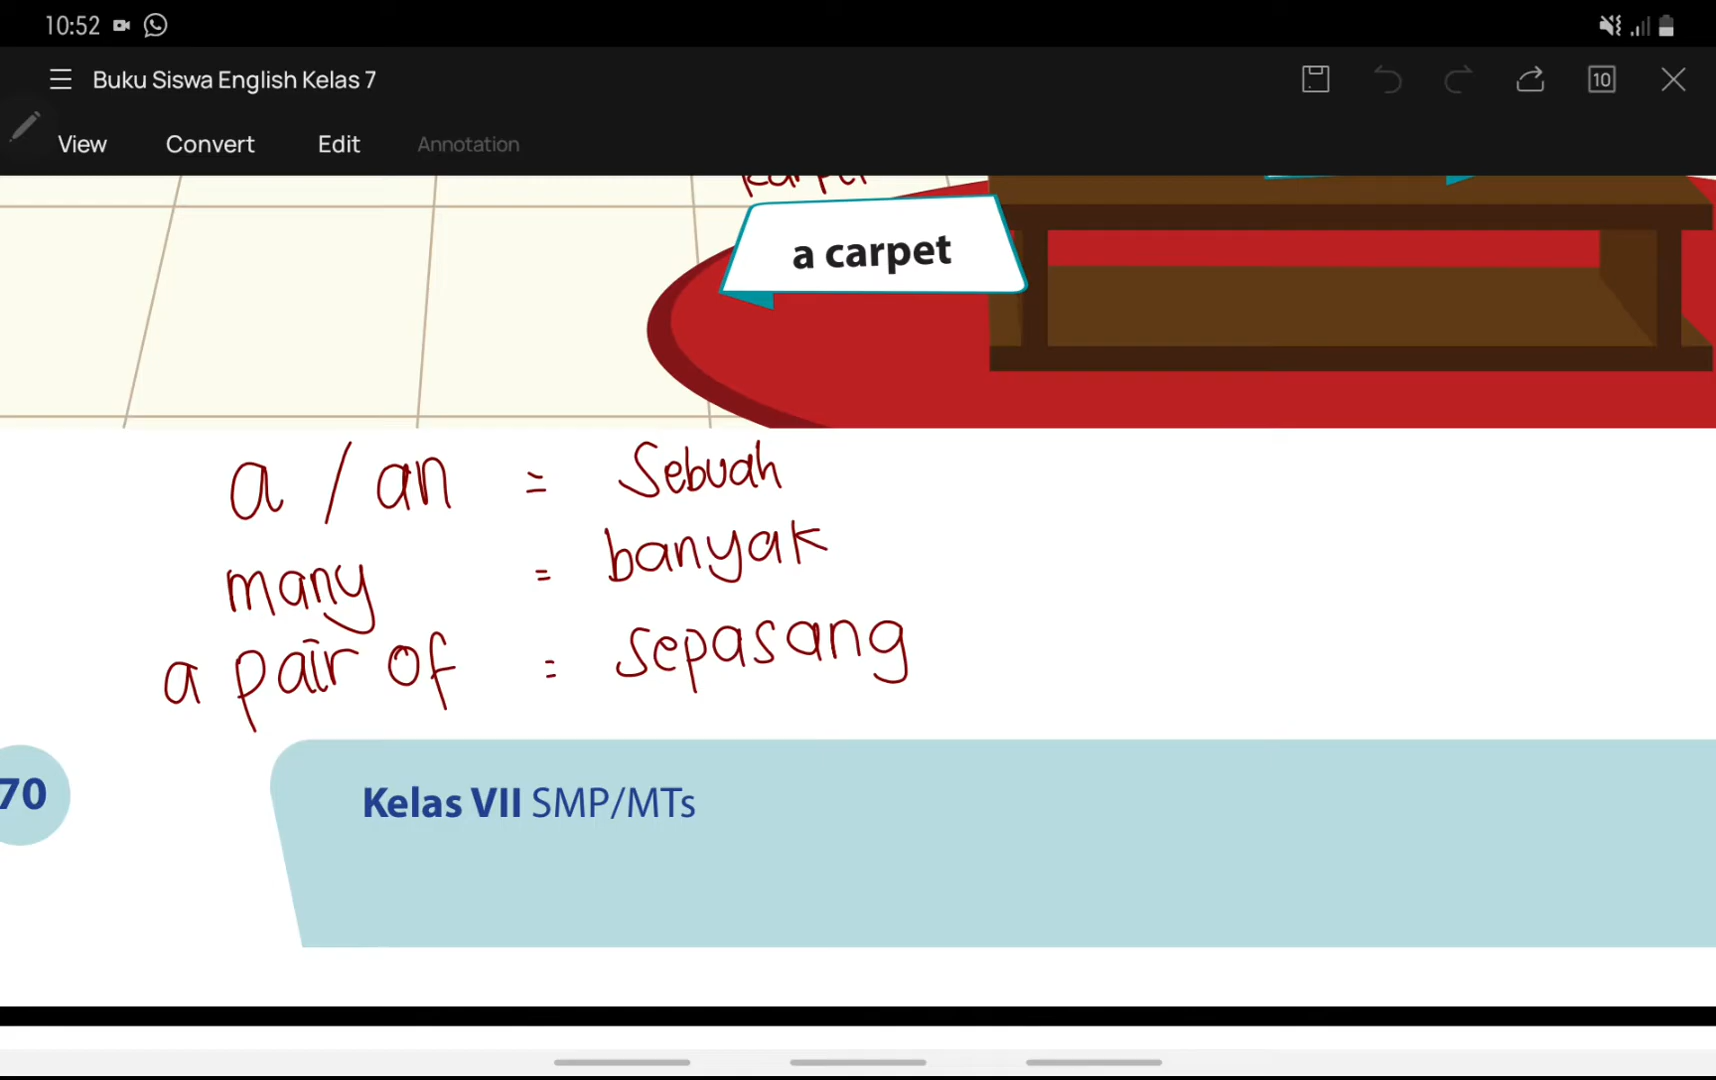 10:52
Buku Siswa English Kelas 7
10
View Convert Edit Annotation
karpet
a carpet
a / an = Sebuah
many = banyak
a pair of = sepasang
70
Kelas VII SMP/MTs